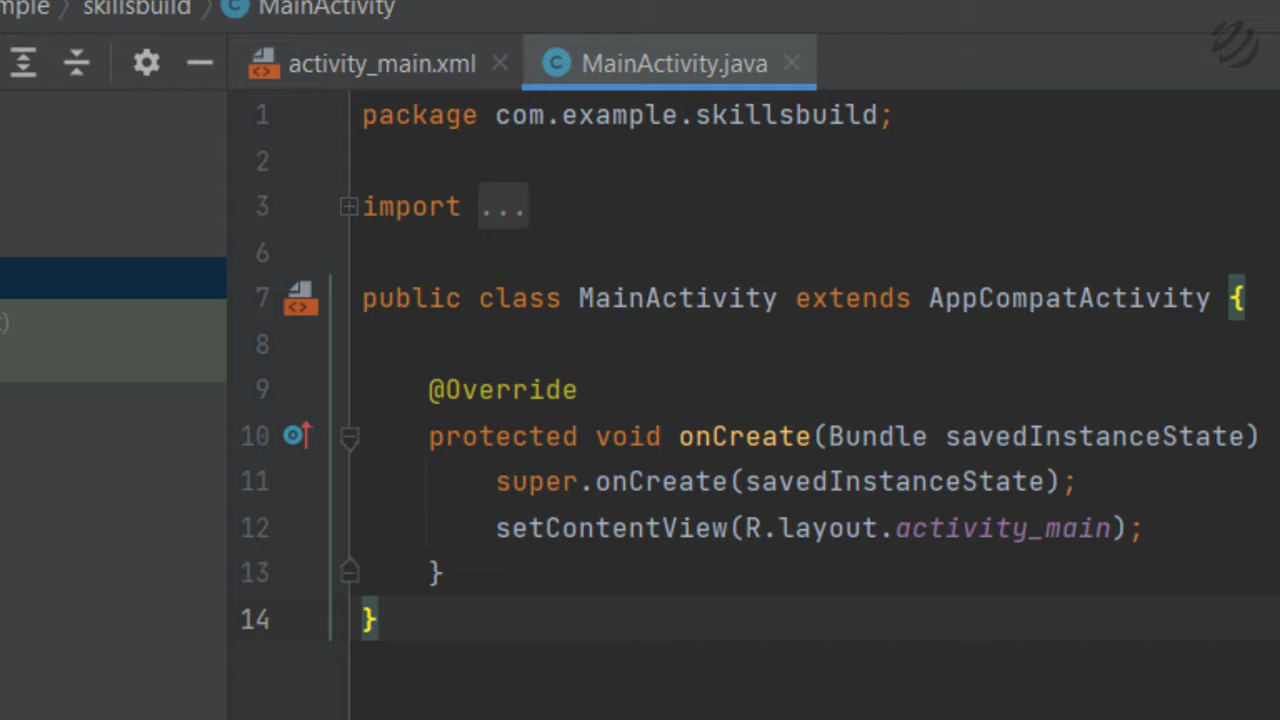 mple 〉 skillsbuild 〉 MainActivity
activity_main.xml MainActivity.java
1 package com.example.skillsbuild;
2
3 import ...
6
7 public class MainActivity extends AppCompatActivity {
8
9 @Override
10 protected void onCreate(Bundle savedInstanceState)
11 super.onCreate(savedInstanceState);
12 setContentView(R.layout.activity_main);
13 }
14 }